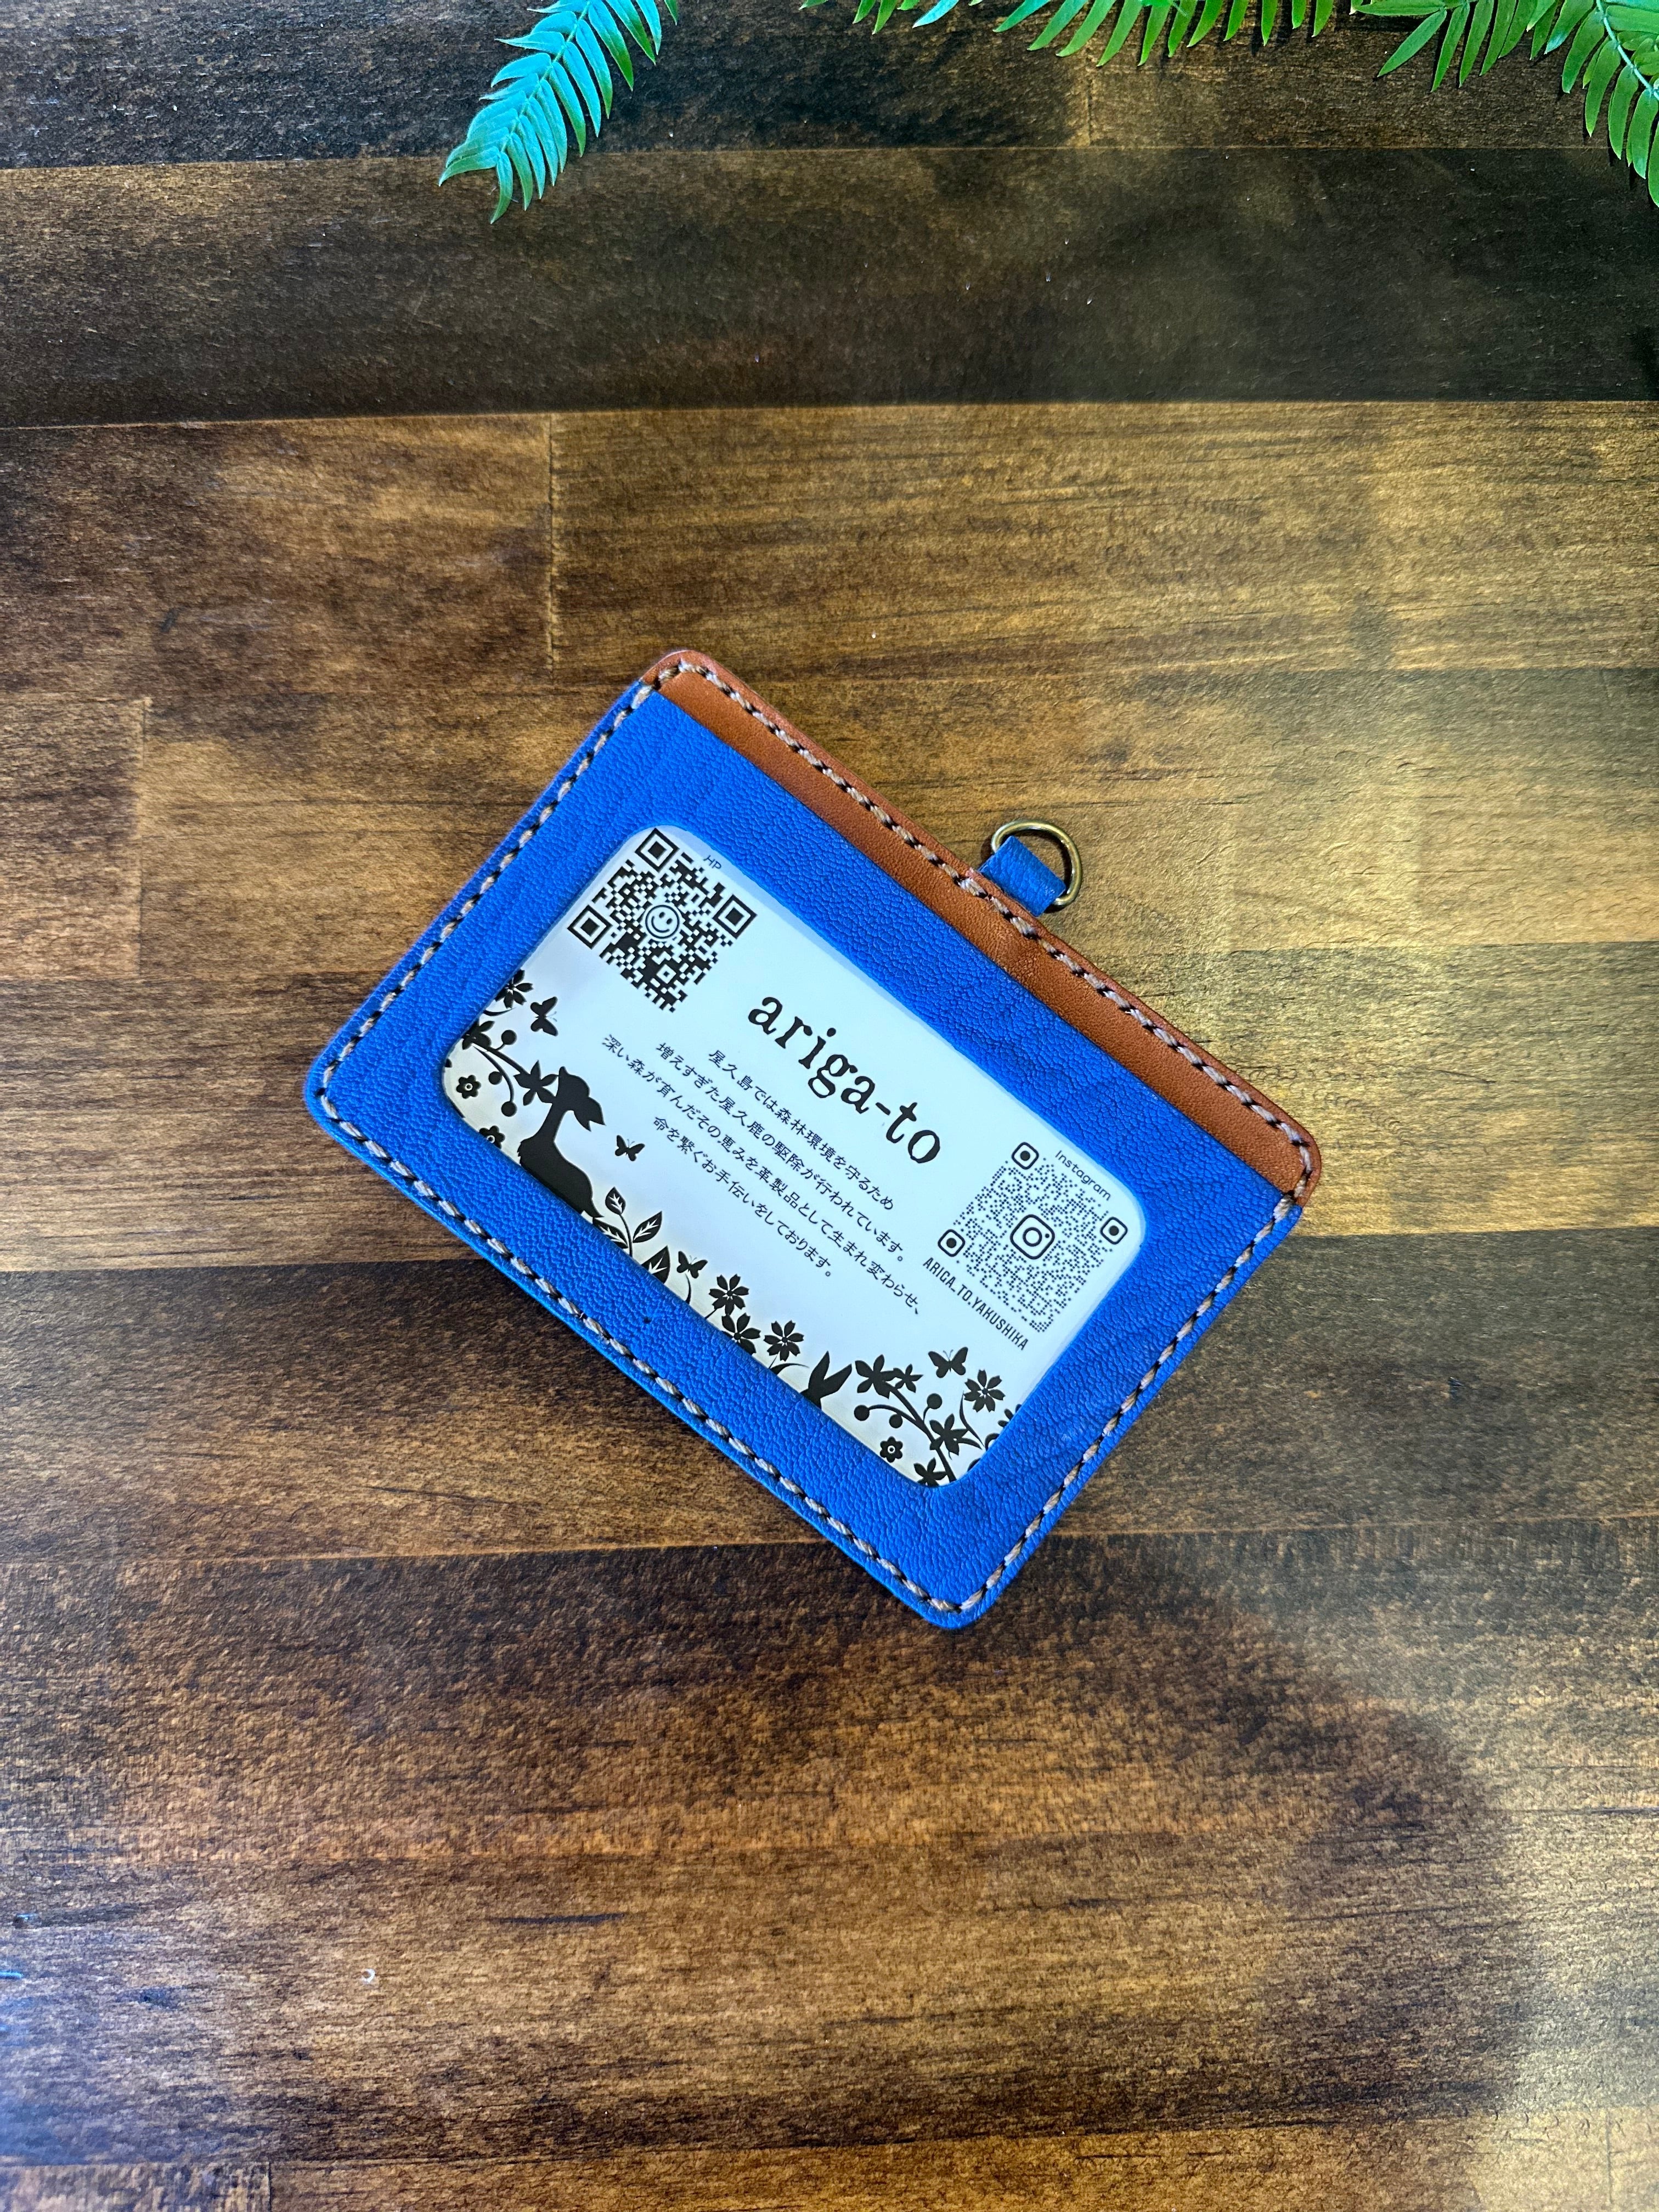 HP
ariga-to
屋久島では森林環境を守るため
増えすぎた屋久鹿の駆除が行われています。
深い森が育んだその恵みを革製品として生まれ変わらせ、
命を繋ぐお手伝いをしております。
Instagram
ARIGA_TO.YAKUSHIKA